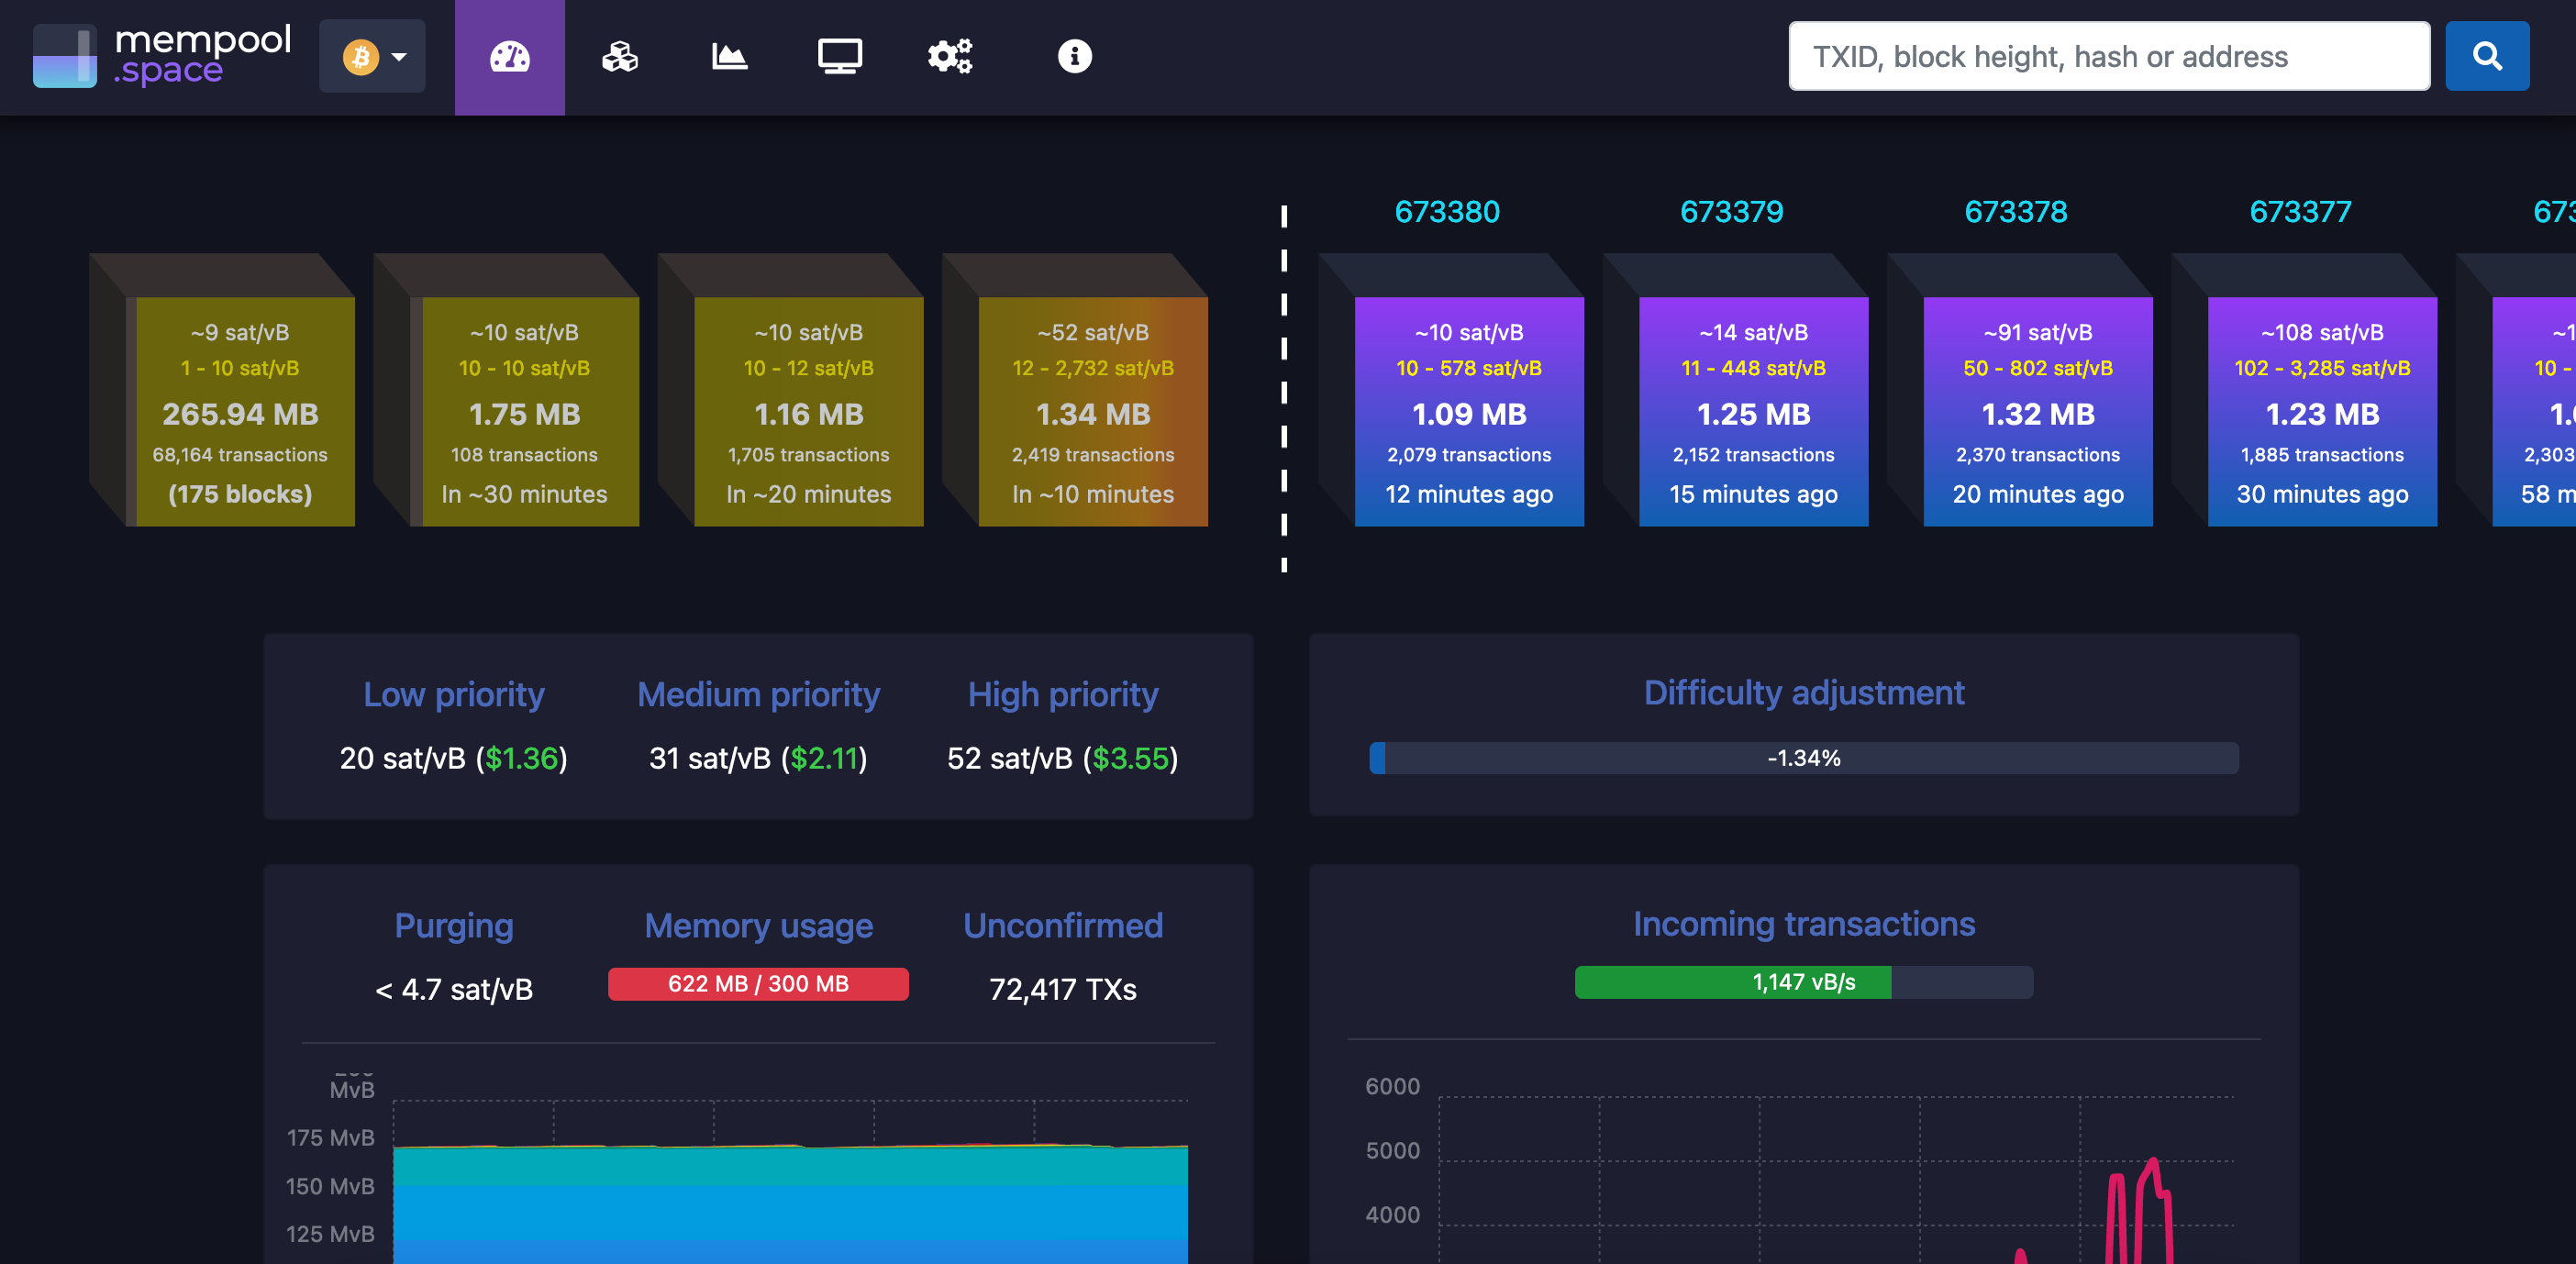 mempool
.space
TXID, block height, hash or address
673380
673379
673378
673377
~9 sat/vB
1 - 10 sat/vB
265.94 MB
68,164 transactions
(175 blocks)
~10 sat/vB
10 - 10 sat/vB
1.75 MB
108 transactions
In ~30 minutes
~10 sat/vB
10 - 12 sat/vB
1.16 MB
1,705 transactions
In ~20 minutes
~52 sat/vB
12 - 2,732 sat/vB
1.34 MB
2,419 transactions
In ~10 minutes
~10 sat/vB
10 - 578 sat/vB
1.09 MB
2,079 transactions
12 minutes ago
~14 sat/vB
11 - 448 sat/vB
1.25 MB
2,152 transactions
15 minutes ago
~91 sat/vB
50 - 802 sat/vB
1.32 MB
2,370 transactions
20 minutes ago
~108 sat/vB
102 - 3,285 sat/vB
1.23 MB
1,885 transactions
30 minutes ago
10 -
2,303
58 m
Low priority
20 sat/vB ($1.36)
Medium priority
31 sat/vB ($2.11)
High priority
52 sat/vB ($3.55)
Difficulty adjustment
-1.34%
Purging
< 4.7 sat/vB
Memory usage
622 MB / 300 MB
Unconfirmed
72,417 TXs
MvB
175 MvB
150 MvB
125 MvB
Incoming transactions
1,147 vB/s
6000
5000
4000